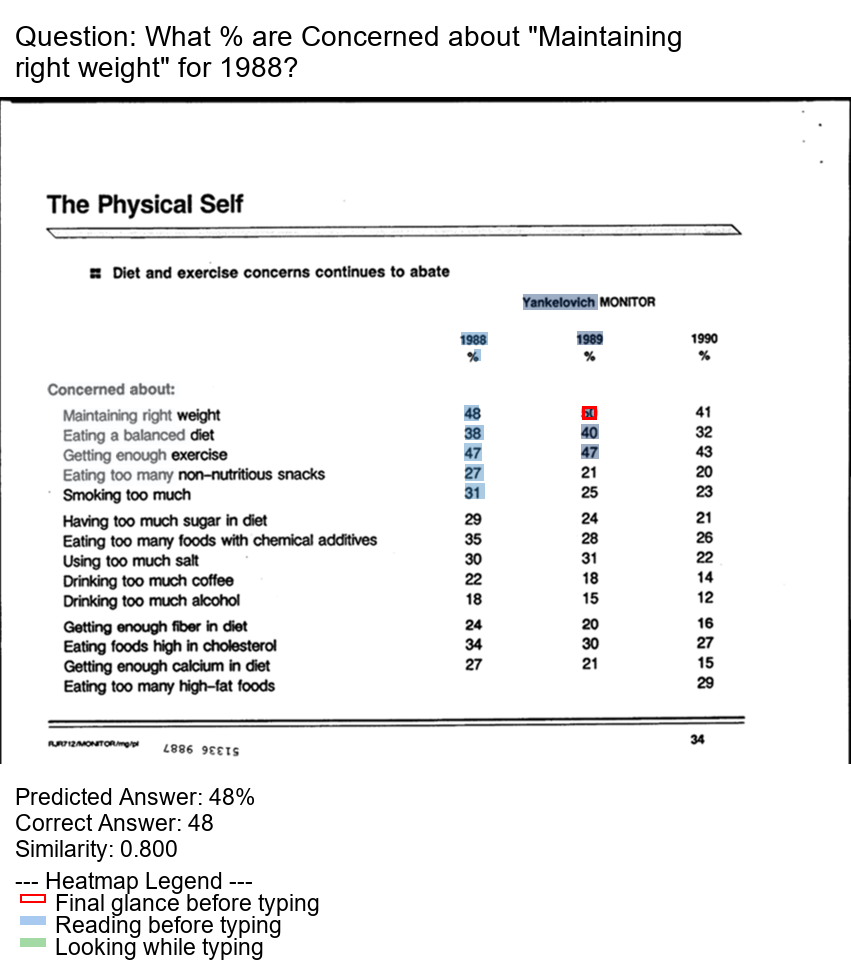 Question: What % are Concerned about "Maintaining
right weight" for 1988?
The Physical Self
Diet and exercise concerns continues to abate
Yankelovich MONITOR
1988 1989 1990
% % %
Concerned about:
Maintaining right weight 48 41
Eating a balanced diet 38 40 32
Getting enough exercise 47 47 43
Eating too many non-nutritious snacks 27 21 20
Smoking too much 31 25 23
Having too much sugar in diet 29 24 21
Eating too many foods with chemical additives 35 28 26
Using too much salt 30 31 22
Drinking too much coffee 22 18 14
Drinking too much alcohol 18 15 12
Getting enough fiber in diet 24 20 16
Eating foods high in cholesterol 34 30 27
Getting enough calcium in diet 27 21 15
Eating too many high-fat foods 29
RJR712/MONITOR/mg/pl
51336 9887
34
Predicted Answer: 48%
Correct Answer: 48
Similarity: 0.800
--- Heatmap Legend ---
Final glance before typing
Reading before typing
Looking while typing